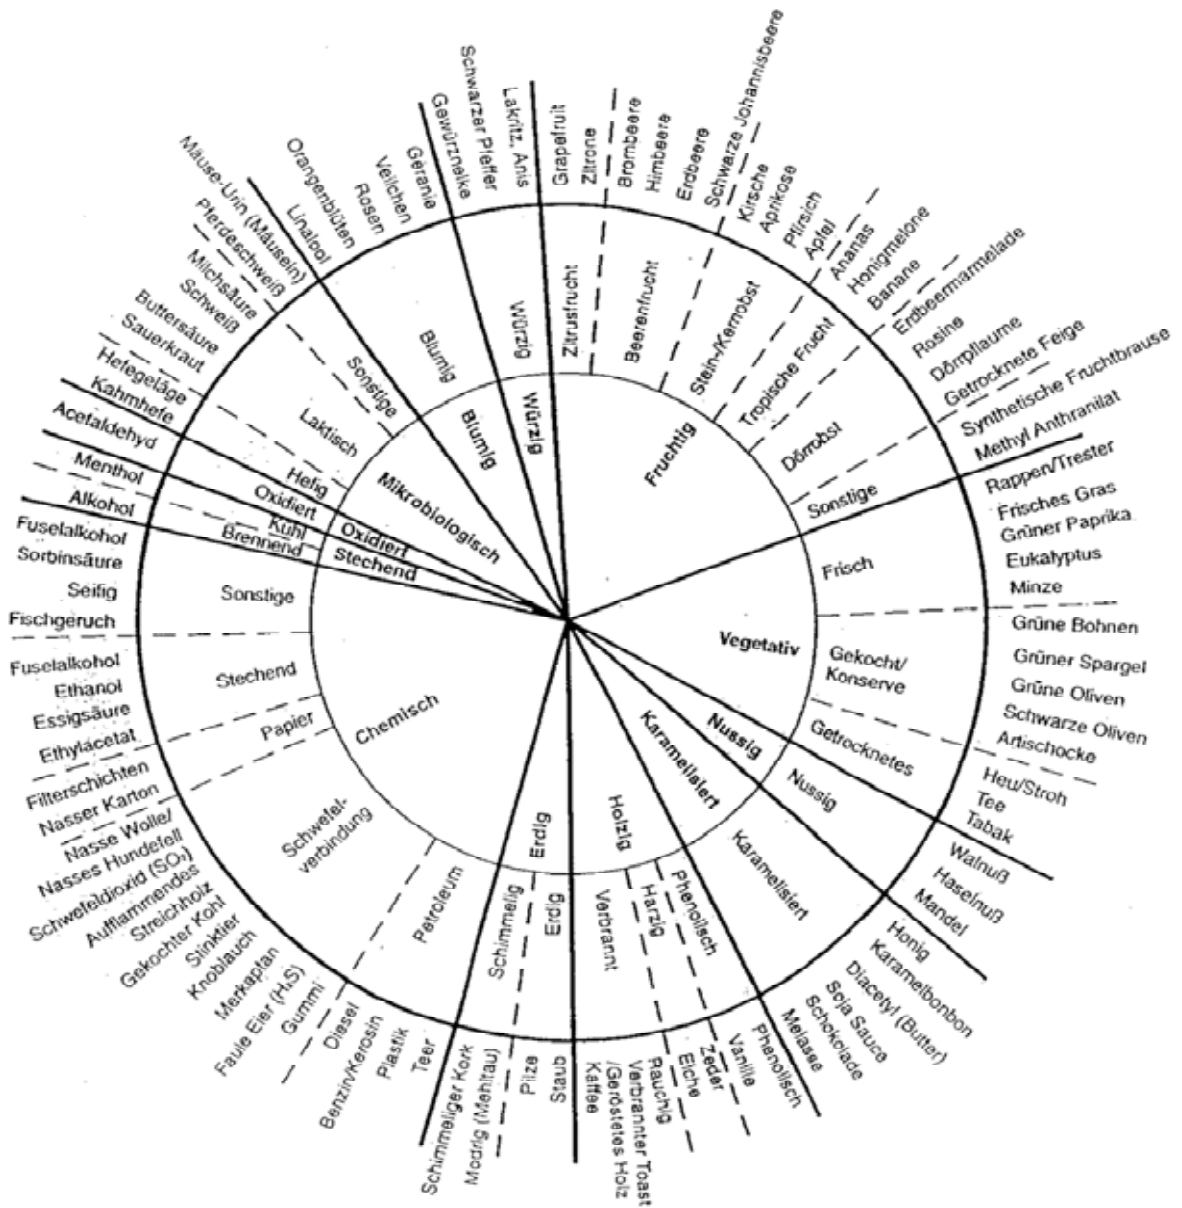 Fruchtig
Zitrusfrucht
Grapefruit
Zitrone
Beerenfrucht
Brombeere
Himbeere
Erdbeere
Schwarze Johannisbeere
Stein-/Kernobst
Kirsche
Aprikose
Pfirsich
Apfel
Tropische Frucht
Ananas
Honigmelone
Banane
Dörrobst
Erdbeermarmelade
Rosine
Dörrpflaume
Getrocknete Feige
Sonstige
Synthetische Fruchtbrause
Methyl Anthranilat
Vegetativ
Frisch
Rappen/Trester
Frisches Gras
Grüner Paprika
Eukalyptus
Minze
Gekocht/
Konserve
Grüne Bohnen
Grüner Spargel
Grüne Oliven
Schwarze Oliven
Artischocke
Getrocknetes
Heu/Stroh
Tee
Tabak
Nussig
Nussig
Walnuß
Haselnuß
Mandel
Karamelisiert
Karamelisiert
Honig
Karamelbonbon
Diacetyl (Butter)
Soja Sauce
Schokolade
Melasse
Holzig
Phenolisch
Phenolisch
Vanille
Harzig
Zeder
Eiche
Verbrannt
Rauchig
Verbrannter Toast
/Geröstetes Holz
Kaffee
Erdig
Erdig
Staub
Pilze
Schimmelig
Modrig (Mehltau)
Schimmeliger Kork
Chemisch
Petroleum
Teer
Plastik
Benzin/Kerosin
Diesel
Schwefel-
verbindung
Gummi
Faule Eier (H₂S)
Merkaptan
Knoblauch
Stinktier
Gekochter Kohl
Streichholz
Aufflammendes
Schwefeldioxid (SO₂)
Nasses Hundefell
Nasse Wolle/
Papier
Nasser Karton
Filterschichten
Stechend
Ethylacetat
Essigsäure
Ethanol
Fuselalkohol
Sonstige
Fischgeruch
Seifig
Sorbinsäure
Fuselalkohol
Stechend
Brennend
Alkohol
Kühl
Menthol
Oxidiert
Oxidiert
Acetaldehyd
Mikrobiologisch
Hefig
Kahmhefe
Hefegeläge
Laktisch
Sauerkraut
Buttersäure
Schweiß
Milchsäure
Sonstige
Pferdeschweiß
Mäuse-Urin (Mäuseln)
Blumig
Blumig
Linalool
Orangenblüten
Rosen
Veilchen
Geranie
Würzig
Würzig
Gewürznelke
Schwarzer Pfeffer
Lakritz, Anis